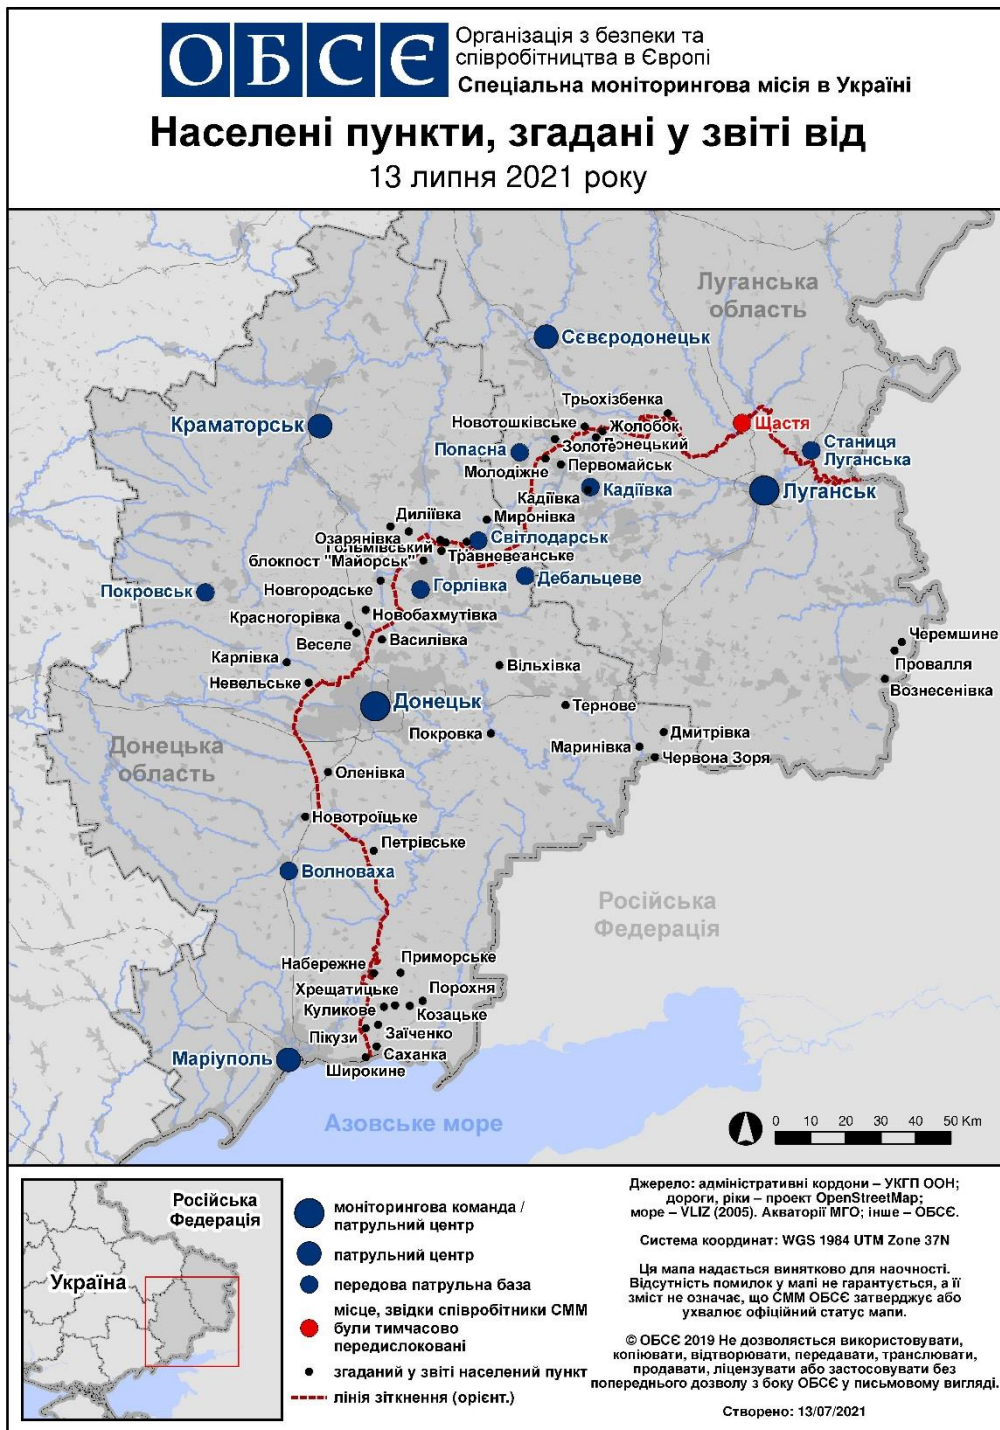 ОБСЄ
Організація з безпеки та
співробітництва в Європі
Спеціальна моніторингова місія в Україні
Населені пункти, згадані у звіті від
13 липня 2021 року
Луганська
область
Сєвєродонецьк
Трьохізбенка
Краматорськ
Новотошківське
Жолобок
Щастя
Золоте
Донецький
Попасна
Станиця
Луганська
Молодіжне
Первомайськ
Кадіївка
Кадіївка
Луганськ
Диліївка
Миронівка
Озарянівка
Світлодарськ
Гольмівський
Травневе
блокпост "Майорськ"
Дебальцеве
Покровськ
Новгородське
Горлівка
Красногорівка
Новобахмутівка
Веселе
Василівка
Черемшине
Карлівка
Вільхівка
Провалля
Невельське
Вознесенівка
Донецьк
Тернове
Покровка
Дмитрівка
Маринівка
Донецька
область
Червона Зоря
Оленівка
Новотроїцьке
Петрівське
Волноваха
Російська
Федерація
Набережне
Приморське
Хрещатицьке
Порохня
Куликове
Козацьке
Пікузи
Заїченко
Маріуполь
Саханка
Широкине
Азовське море
0 10 20 30 40 50 Km
Російська
Федерація
Україна
моніторингова команда /
патрульний центр
патрульний центр
передова патрульна база
місце, звідки співробітники СММ
були тимчасово
передислоковані
згаданий у звіті населений пункт
лінія зіткнення (орієнт.)
Джерело: адміністративні кордони – УКГП ООН;
дороги, ріки – проект OpenStreetMap;
море – VLIZ (2005). Акваторії МГО; інше – ОБСЄ.
Система координат: WGS 1984 UTM Zone 37N
Ця мапа надається винятково для наочності.
Відсутність помилок у мапі не гарантується, а її
зміст не означає, що СММ ОБСЄ затверджує або
ухвалює офіційний статус мапи.
© ОБСЄ 2019 Не дозволяється використовувати,
копіювати, відтворювати, передавати, транслювати,
продавати, ліцензувати або застосовувати без
попереднього дозволу з боку ОБСЄ у письмовому вигляді.
Створено: 13/07/2021